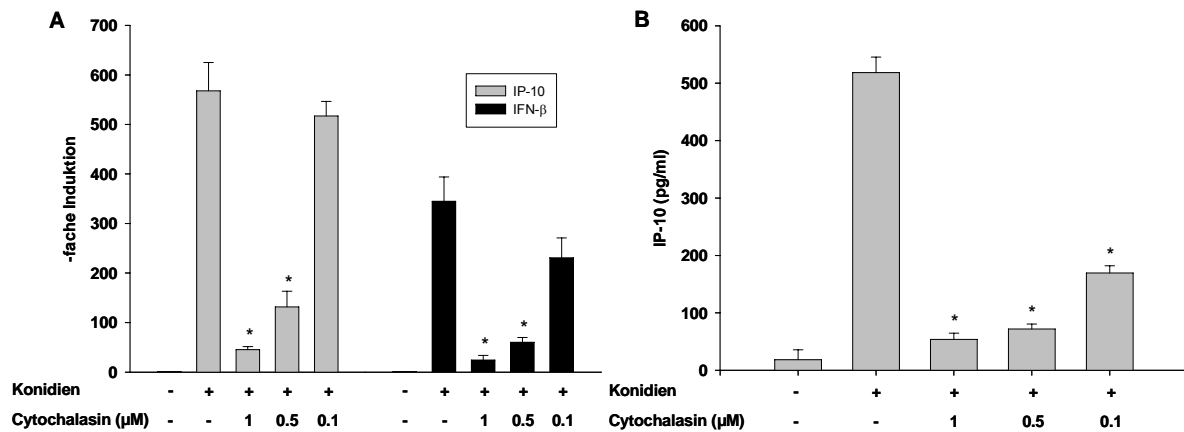 A
700
600
500
400
300
200
100
0
-fache Induktion
IP-10
IFN-β
* * * *
Konidien - + + + + - + + + +
Cytochalasin (µM) - - 1 0.5 0.1 - - 1 0.5 0.1
B
600
500
400
300
200
100
0
IP-10 (pg/ml)
* * *
Konidien - + + + +
Cytochalasin (µM) - - 1 0.5 0.1